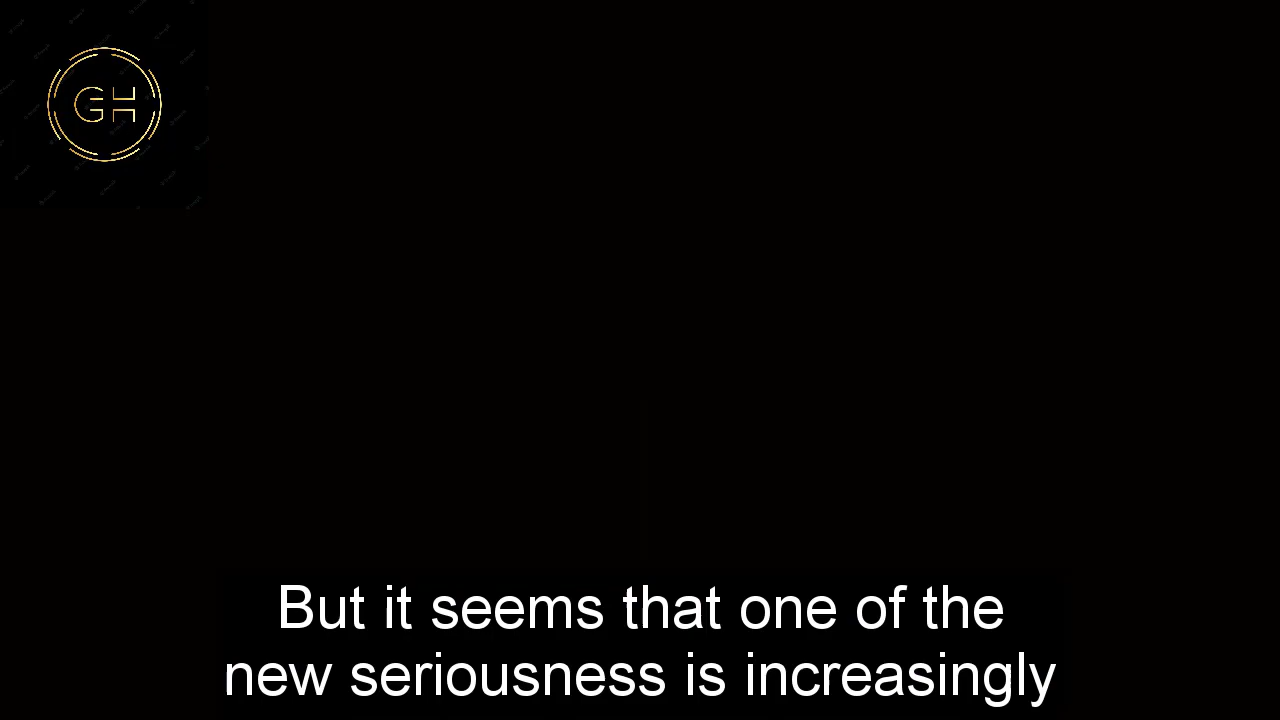 GH
But it seems that one of the
new seriousness is increasingly